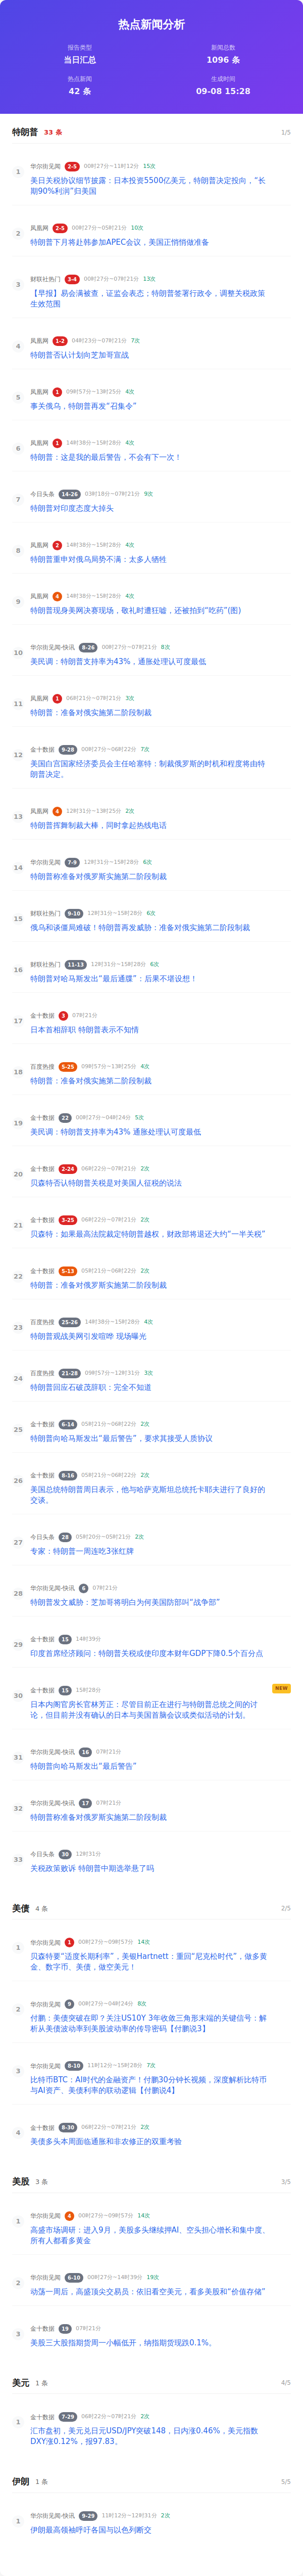 热点新闻分析
报告类型
新闻总数
当日汇总
1096 条
热点新闻
生成时间
42 条
09-08 15:28
特朗普 33 条 1/5
1
华尔街见闻 2-5 00时27分~11时12分 15次
美日关税协议细节披露：日本投资5500亿美元，特朗普决定投向，“长
期90%利润”归美国
2
凤凰网 2-5 00时27分~05时21分 10次
特朗普下月将赴韩参加APEC会议，美国正悄悄做准备
3
财联社热门 3-4 00时27分~07时21分 13次
【早报】易会满被查，证监会表态；特朗普签署行政令，调整关税政策
生效范围
4
凤凰网 1-2 04时23分~07时21分 7次
特朗普否认计划向芝加哥宣战
5
凤凰网 1 09时57分~13时25分 4次
事关俄乌，特朗普再发“召集令”
6
凤凰网 1 14时38分~15时28分 4次
特朗普：这是我的最后警告，不会有下一次！
7
今日头条 14-26 03时18分~07时21分 9次
特朗普对印度态度大掉头
8
凤凰网 2 14时38分~15时28分 4次
特朗普重申对俄乌局势不满：太多人牺牲
9
凤凰网 4 14时38分~15时28分 4次
特朗普现身美网决赛现场，敬礼时遭狂嘘，还被拍到“吃药”(图)
10
华尔街见闻-快讯 8-26 00时27分~07时21分 8次
美民调：特朗普支持率为43%，通胀处理认可度最低
11
凤凰网 1 06时21分~07时21分 3次
特朗普：准备对俄实施第二阶段制裁
12
金十数据 9-28 00时27分~06时22分 7次
美国白宫国家经济委员会主任哈塞特：制裁俄罗斯的时机和程度将由特
朗普决定。
13
凤凰网 4 12时31分~13时25分 2次
特朗普挥舞制裁大棒，同时拿起热线电话
14
华尔街见闻 7-9 12时31分~15时28分 6次
特朗普称准备对俄罗斯实施第二阶段制裁
15
财联社热门 9-10 12时31分~15时28分 6次
俄乌和谈僵局难破！特朗普再发威胁：准备对俄实施第二阶段制裁
16
财联社热门 11-13 12时31分~15时28分 6次
特朗普对哈马斯发出“最后通牒”：后果不堪设想！
17
金十数据 3 07时21分
日本首相辞职 特朗普表示不知情
18
百度热搜 5-25 09时57分~13时25分 4次
特朗普：准备对俄实施第二阶段制裁
19
金十数据 22 00时27分~04时24分 5次
美民调：特朗普支持率为43% 通胀处理认可度最低
20
金十数据 2-24 06时22分~07时21分 2次
贝森特否认特朗普关税是对美国人征税的说法
21
金十数据 3-25 06时22分~07时21分 2次
贝森特：如果最高法院裁定特朗普越权，财政部将退还大约“一半关税”
22
金十数据 5-13 05时21分~06时22分 2次
特朗普：准备对俄罗斯实施第二阶段制裁
23
百度热搜 25-26 14时38分~15时28分 4次
特朗普观战美网引发喧哗 现场曝光
24
百度热搜 21-28 09时57分~12时31分 3次
特朗普回应石破茂辞职：完全不知道
25
金十数据 6-14 05时21分~06时22分 2次
特朗普向哈马斯发出“最后警告”，要求其接受人质协议
26
金十数据 8-16 05时21分~06时22分 2次
美国总统特朗普周日表示，他与哈萨克斯坦总统托卡耶夫进行了良好的
交谈。
27
今日头条 28 05时20分~05时21分 2次
专家：特朗普一周连吃3张红牌
28
华尔街见闻-快讯 6 07时21分
特朗普发文威胁：芝加哥将明白为何美国防部叫“战争部”
29
金十数据 15 14时39分
印度首席经济顾问：特朗普关税或使印度本财年GDP下降0.5个百分点
30
金十数据 15 15时28分 NEW
日本内阁官房长官林芳正：尽管目前正在进行与特朗普总统之间的讨
论，但目前并没有确认的日本与美国首脑会议或类似活动的计划。
31
华尔街见闻-快讯 16 07时21分
特朗普向哈马斯发出“最后警告”
32
华尔街见闻-快讯 17 07时21分
特朗普称准备对俄罗斯实施第二阶段制裁
33
今日头条 30 12时31分
关税政策败诉 特朗普中期选举悬了吗
美债 4 条 2/5
1
华尔街见闻 1 00时27分~09时57分 14次
贝森特要“适度长期利率”，美银Hartnett：重回“尼克松时代”，做多黄
金、数字币、美债，做空美元！
2
华尔街见闻 9 00时27分~04时24分 8次
付鹏：美债突破在即？关注US10Y 3年收敛三角形末端的关键信号：解
析从美债波动率到美股波动率的传导密码【付鹏说3】
3
华尔街见闻 8-10 11时12分~15时28分 7次
比特币BTC：AI时代的金融资产！付鹏30分钟长视频，深度解析比特币
与AI资产、美债利率的联动逻辑【付鹏说4】
4
金十数据 8-30 06时22分~07时21分 2次
美债多头本周面临通胀和非农修正的双重考验
美股 3 条 3/5
1
华尔街见闻 4 00时27分~09时57分 14次
高盛市场调研：进入9月，美股多头继续押AI、空头担心增长和集中度、
所有人都看多黄金
2
华尔街见闻 6-10 00时27分~14时39分 19次
动荡一周后，高盛顶尖交易员：依旧看空美元，看多美股和“价值存储”
3
金十数据 19 07时21分
美股三大股指期货周一小幅低开，纳指期货现跌0.1%。
美元 1 条 4/5
1
金十数据 7-29 06时22分~07时21分 2次
汇市盘初，美元兑日元USD/JPY突破148，日内涨0.46%，美元指数
DXY涨0.12%，报97.83。
伊朗 1 条 5/5
1
华尔街见闻-快讯 9-29 11时12分~12时31分 2次
伊朗最高领袖呼吁各国与以色列断交